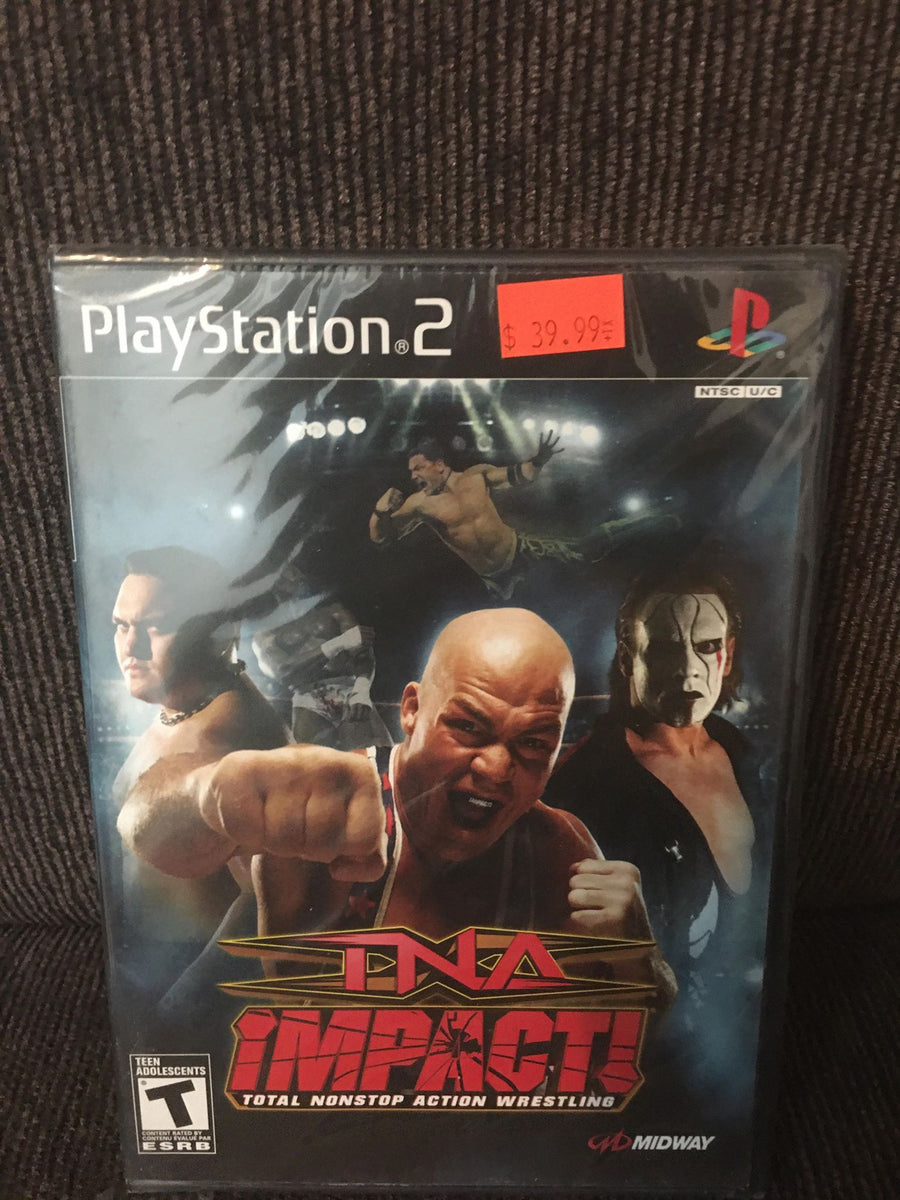 PlayStation®2
$ 39.99
NTSC U/C
IMPACT!
TNA
iMPACT!
TOTAL NONSTOP ACTION WRESTLING
TEEN
ADOLESCENTS
T
CONTENT RATED BY
CONTENU ÉVALUÉ PAR
ESRB
MIDWAY